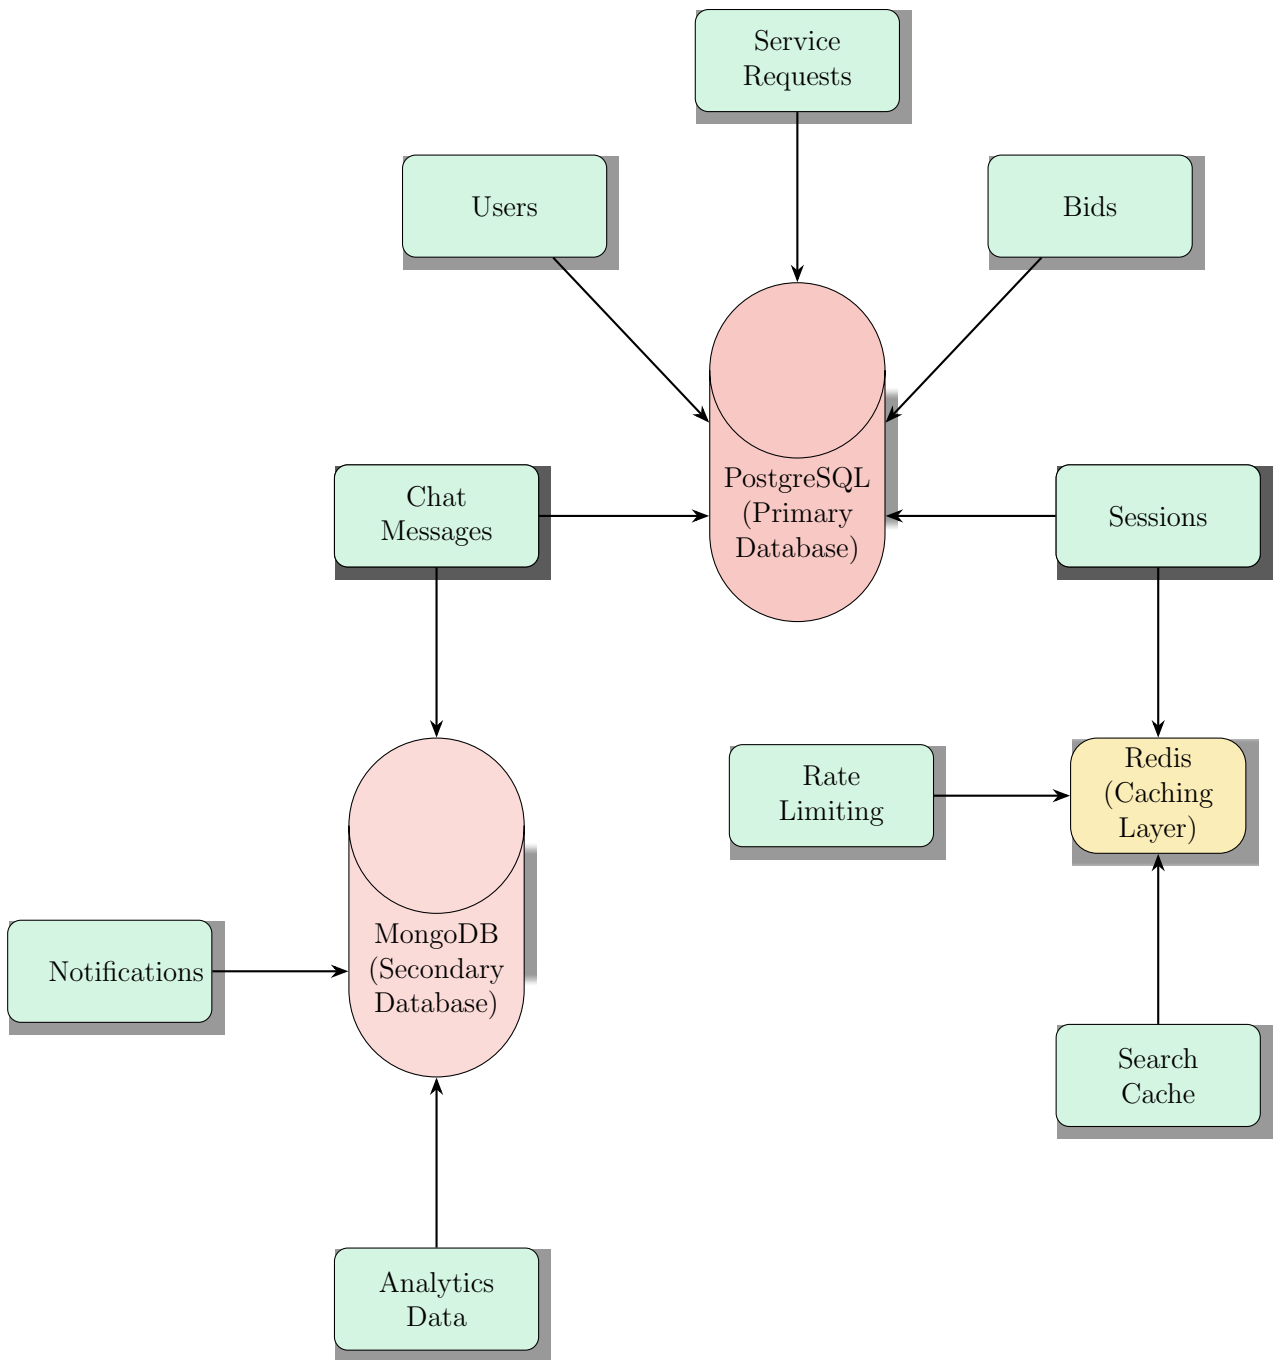 Service
Requests
Users
Bids
PostgreSQL
(Primary
Database)
Chat
Messages
Sessions
Rate
Limiting
Redis
(Caching
Layer)
MongoDB
(Secondary
Database)
Notifications
Search
Cache
Analytics
Data